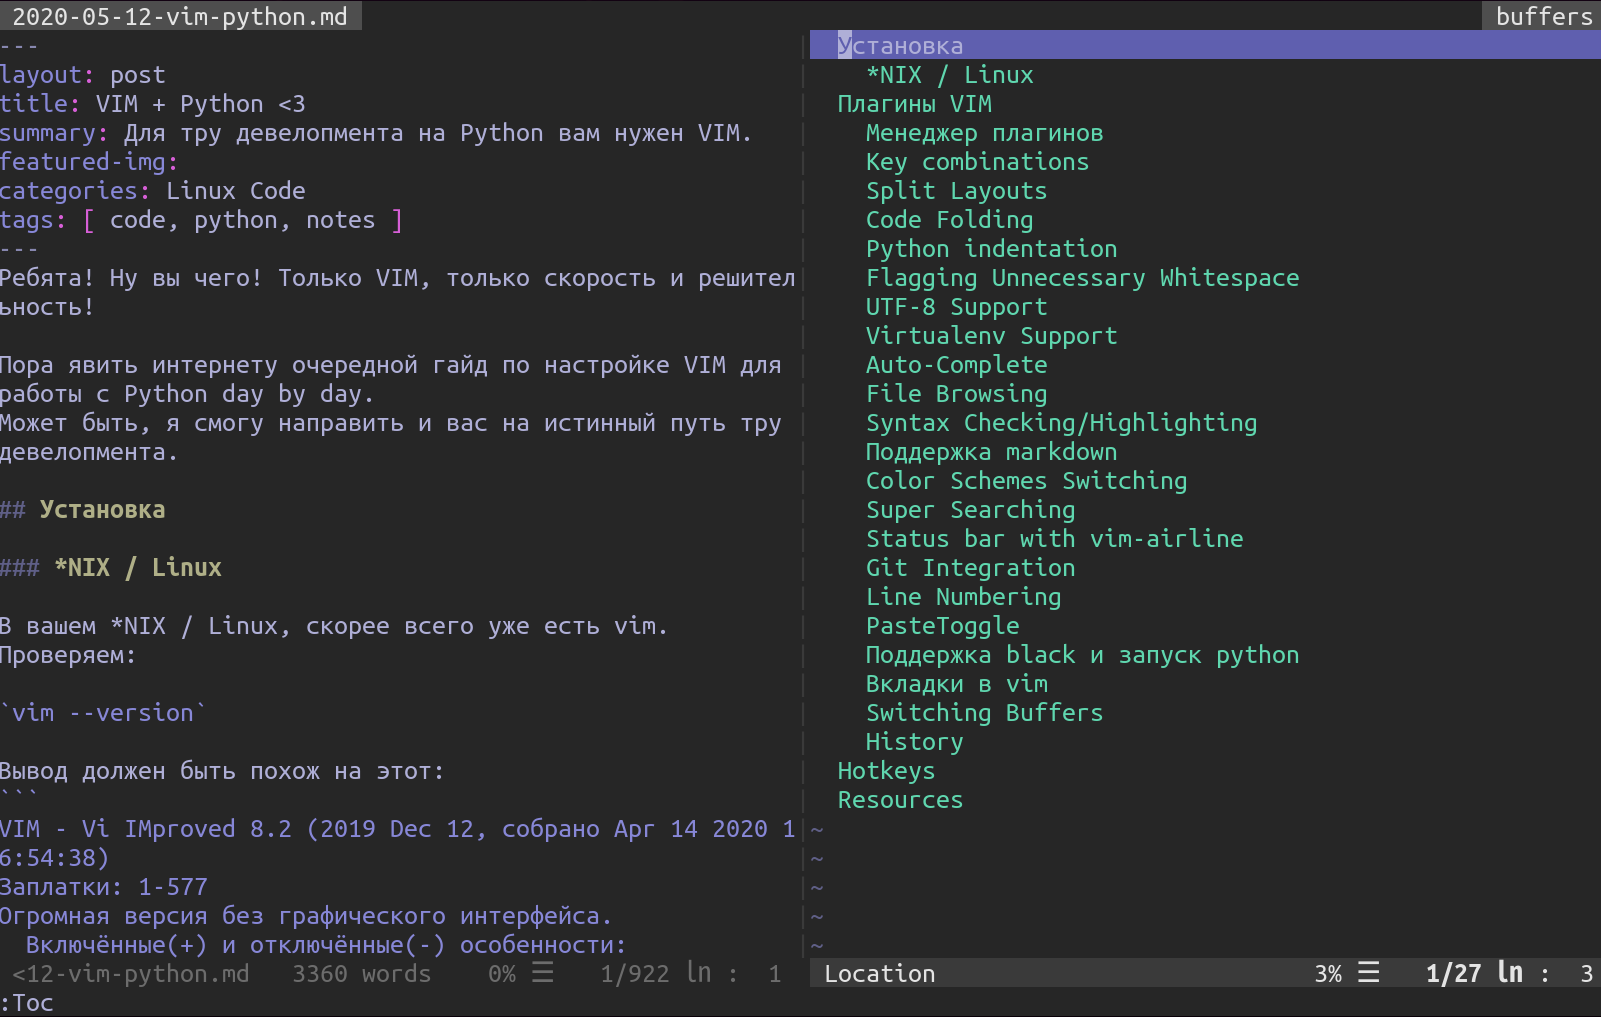 2020-05-12-vim-python.md
buffers
---
layout: post
title: VIM + Python <3
summary: Для тру девелопмента на Python вам нужен VIM.
featured-img:
categories: Linux Code
tags: [ code, python, notes ]
---
Ребята! Ну вы чего! Только VIM, только скорость и решител
ьность!
Пора явить интернету очередной гайд по настройке VIM для
работы с Python day by day.
Может быть, я смогу направить и вас на истинный путь тру
девелопмента.
## Установка
### *NIX / Linux
В вашем *NIX / Linux, скорее всего уже есть vim.
Проверяем:
`vim --version`
Вывод должен быть похож на этот:
```
VIM - Vi IMproved 8.2 (2019 Dec 12, собрано Apr 14 2020 1
6:54:38)
Заплатки: 1-577
Огромная версия без графического интерфейса.
Включённые(+) и отключённые(-) особенности:
<12-vim-python.md 3360 words 0% ☰ 1/922 ln : 1
:Toc
Установка
*NIX / Linux
Плагины VIM
Менеджер плагинов
Key combinations
Split Layouts
Code Folding
Python indentation
Flagging Unnecessary Whitespace
UTF-8 Support
Virtualenv Support
Auto-Complete
File Browsing
Syntax Checking/Highlighting
Поддержка markdown
Color Schemes Switching
Super Searching
Status bar with vim-airline
Git Integration
Line Numbering
PasteToggle
Поддержка black и запуск python
Вкладки в vim
Switching Buffers
History
Hotkeys
Resources
~
~
~
~
~
Location 3% ☰ 1/27 ln : 3